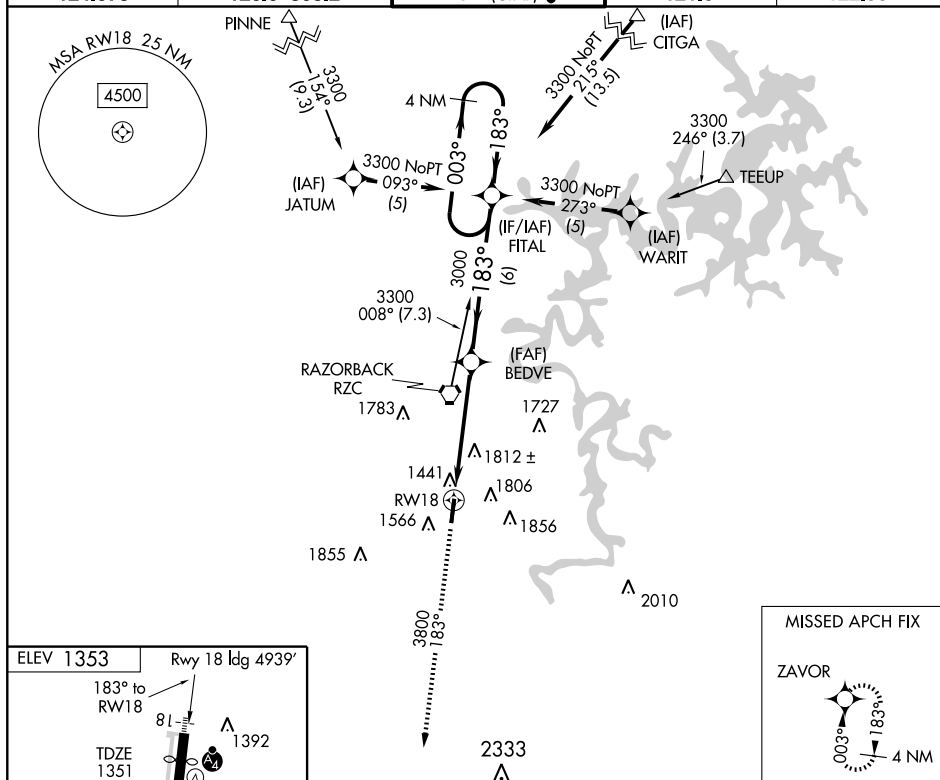 PINNE
(IAF)
CITGA
MSA RW18 25 NM
4500
3300
154°
(9.3)
4 NM
003°
183°
3300 NoPT
215°
(13.5)
3300
246° (3.7)
TEEUP
(IAF)
JATUM
3300 NoPT
093°
(5)
3300 NoPT
273°
(5)
(IF/IAF)
FITAL
(IAF)
WARIT
3000
183°
(6)
3300
008° (7.3)
RAZORBACK
RZC
(FAF)
BEDVE
1783
1727
1812 ±
1441
RW18
1806
1566
1856
1855
2010
3800
183°
MISSED APCH FIX
ZAVOR
003°
183°
4 NM
ELEV 1353
Rwy 18 ldg 4939'
183° to
RW18
18
1392
TDZE
1351
A4
A
2333